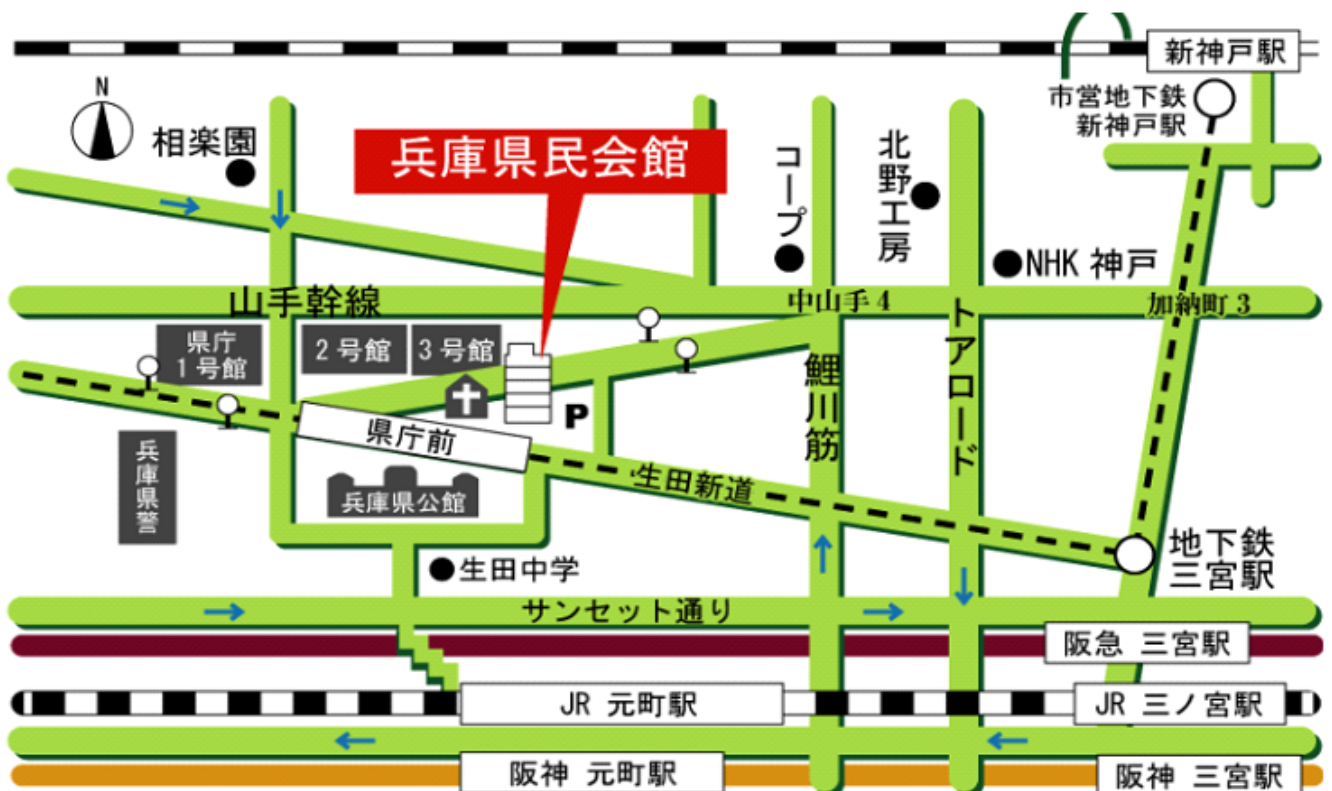 新神戸駅
市営地下鉄
新神戸駅
N
相楽園
兵庫県民会館
コープ
北野工房
NHK 神戸
山手幹線
中山手4
加納町3
県庁
1号館
2号館
3号館
トアロード
鯉川筋
P
県庁前
兵庫県警
兵庫県公館
生田新道
地下鉄
三宮駅
生田中学
サンセット通り
阪急 三宮駅
JR 元町駅
JR 三ノ宮駅
阪神 元町駅
阪神 三宮駅